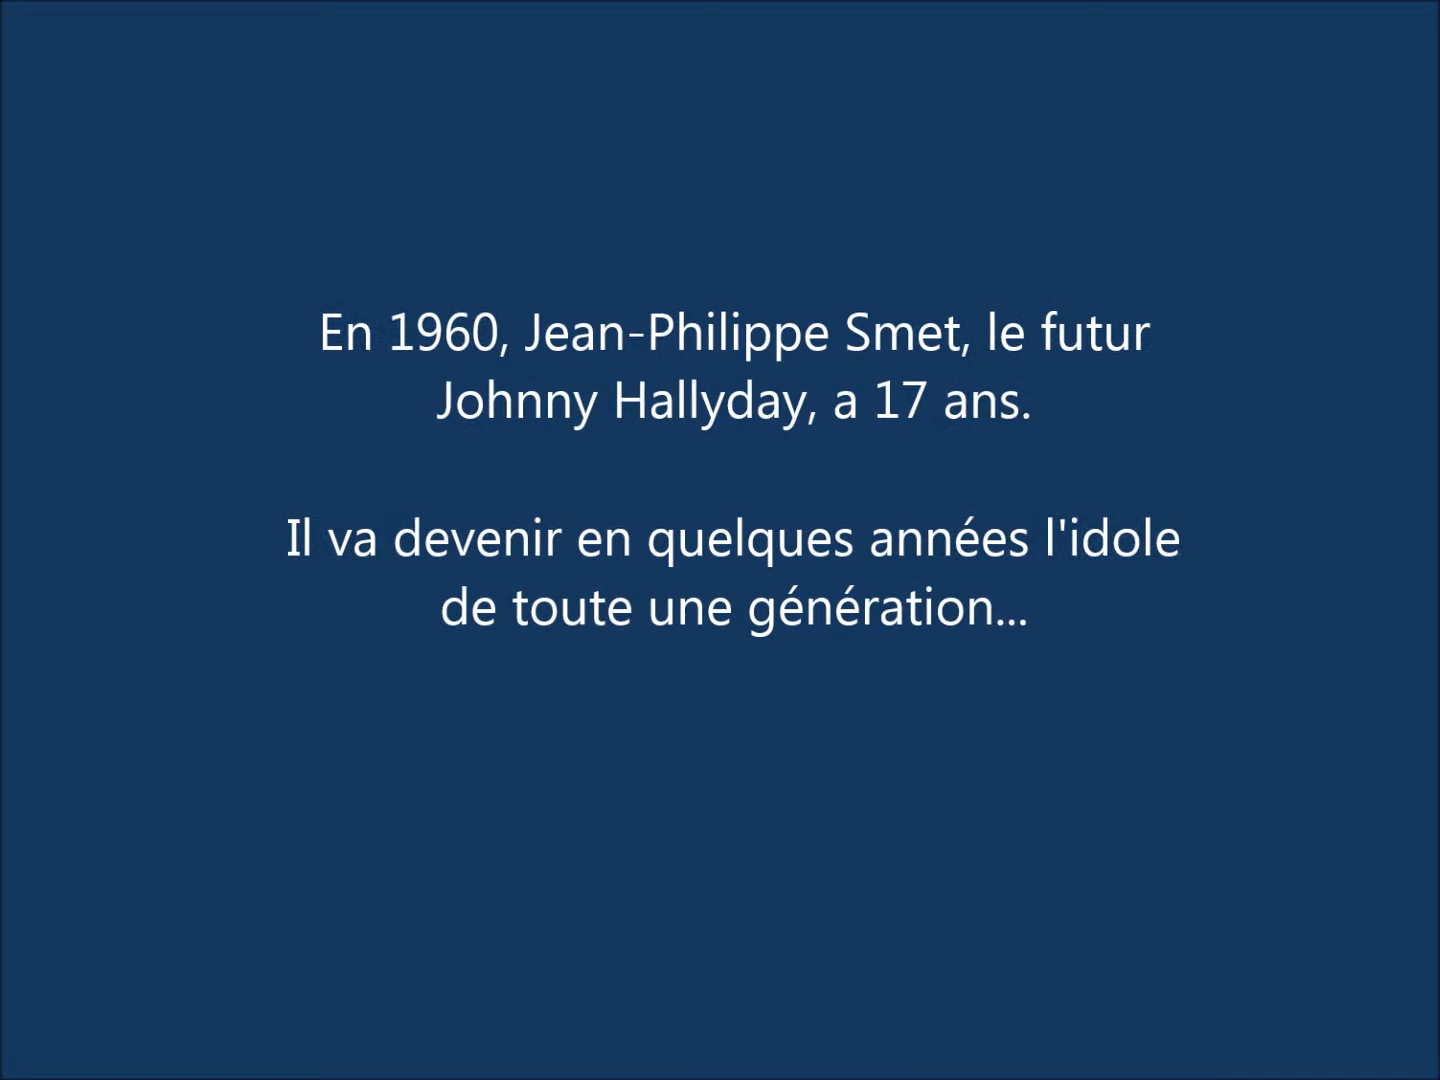 En 1960, Jean-Philippe Smet, le futur
Johnny Hallyday, a 17 ans.
Il va devenir en quelques années l'idole
de toute une génération...